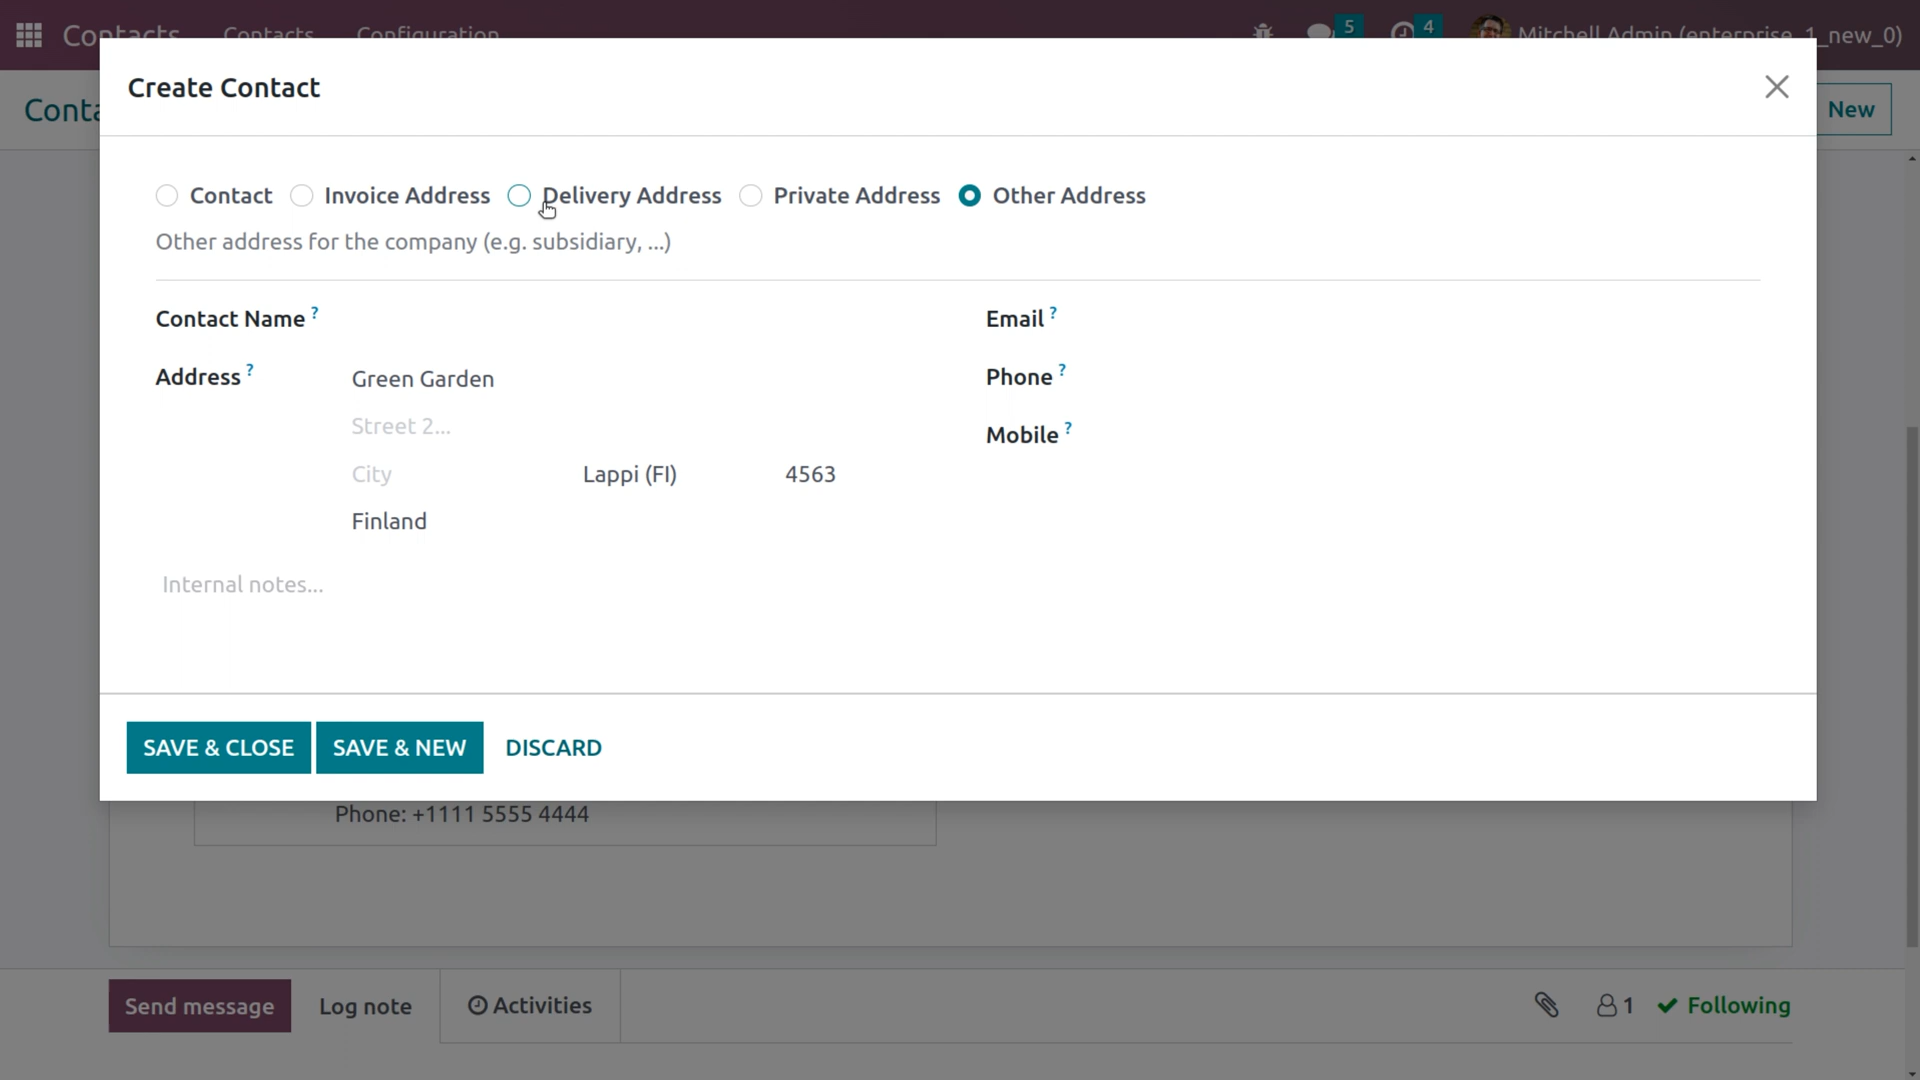 Contacts Contacts Configuration 5 4 Mitchell Admin (enterprise_1_new_0)
Create Contact
New
Contact Invoice Address Delivery Address Private Address Other Address
Other address for the company (e.g. subsidiary, ...)
Contact Name ?
Email ?
Address ? Green Garden
Phone ?
Street 2...
Mobile ?
City Lappi (FI) 4563
Finland
Internal notes...
SAVE & CLOSE SAVE & NEW DISCARD
Phone: +1111 5555 4444
Send message Log note Activities 1 Following